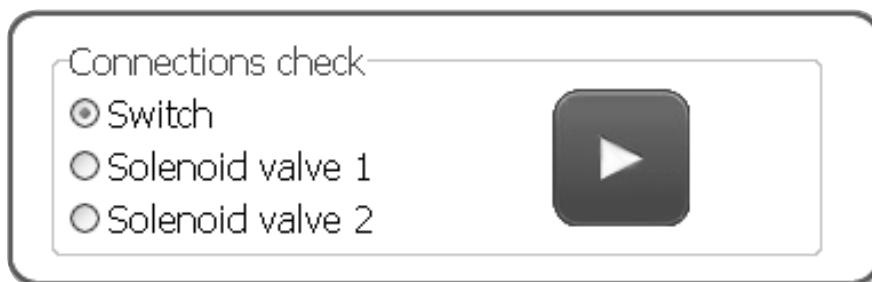 Connections check
Switch
Solenoid valve 1
Solenoid valve 2